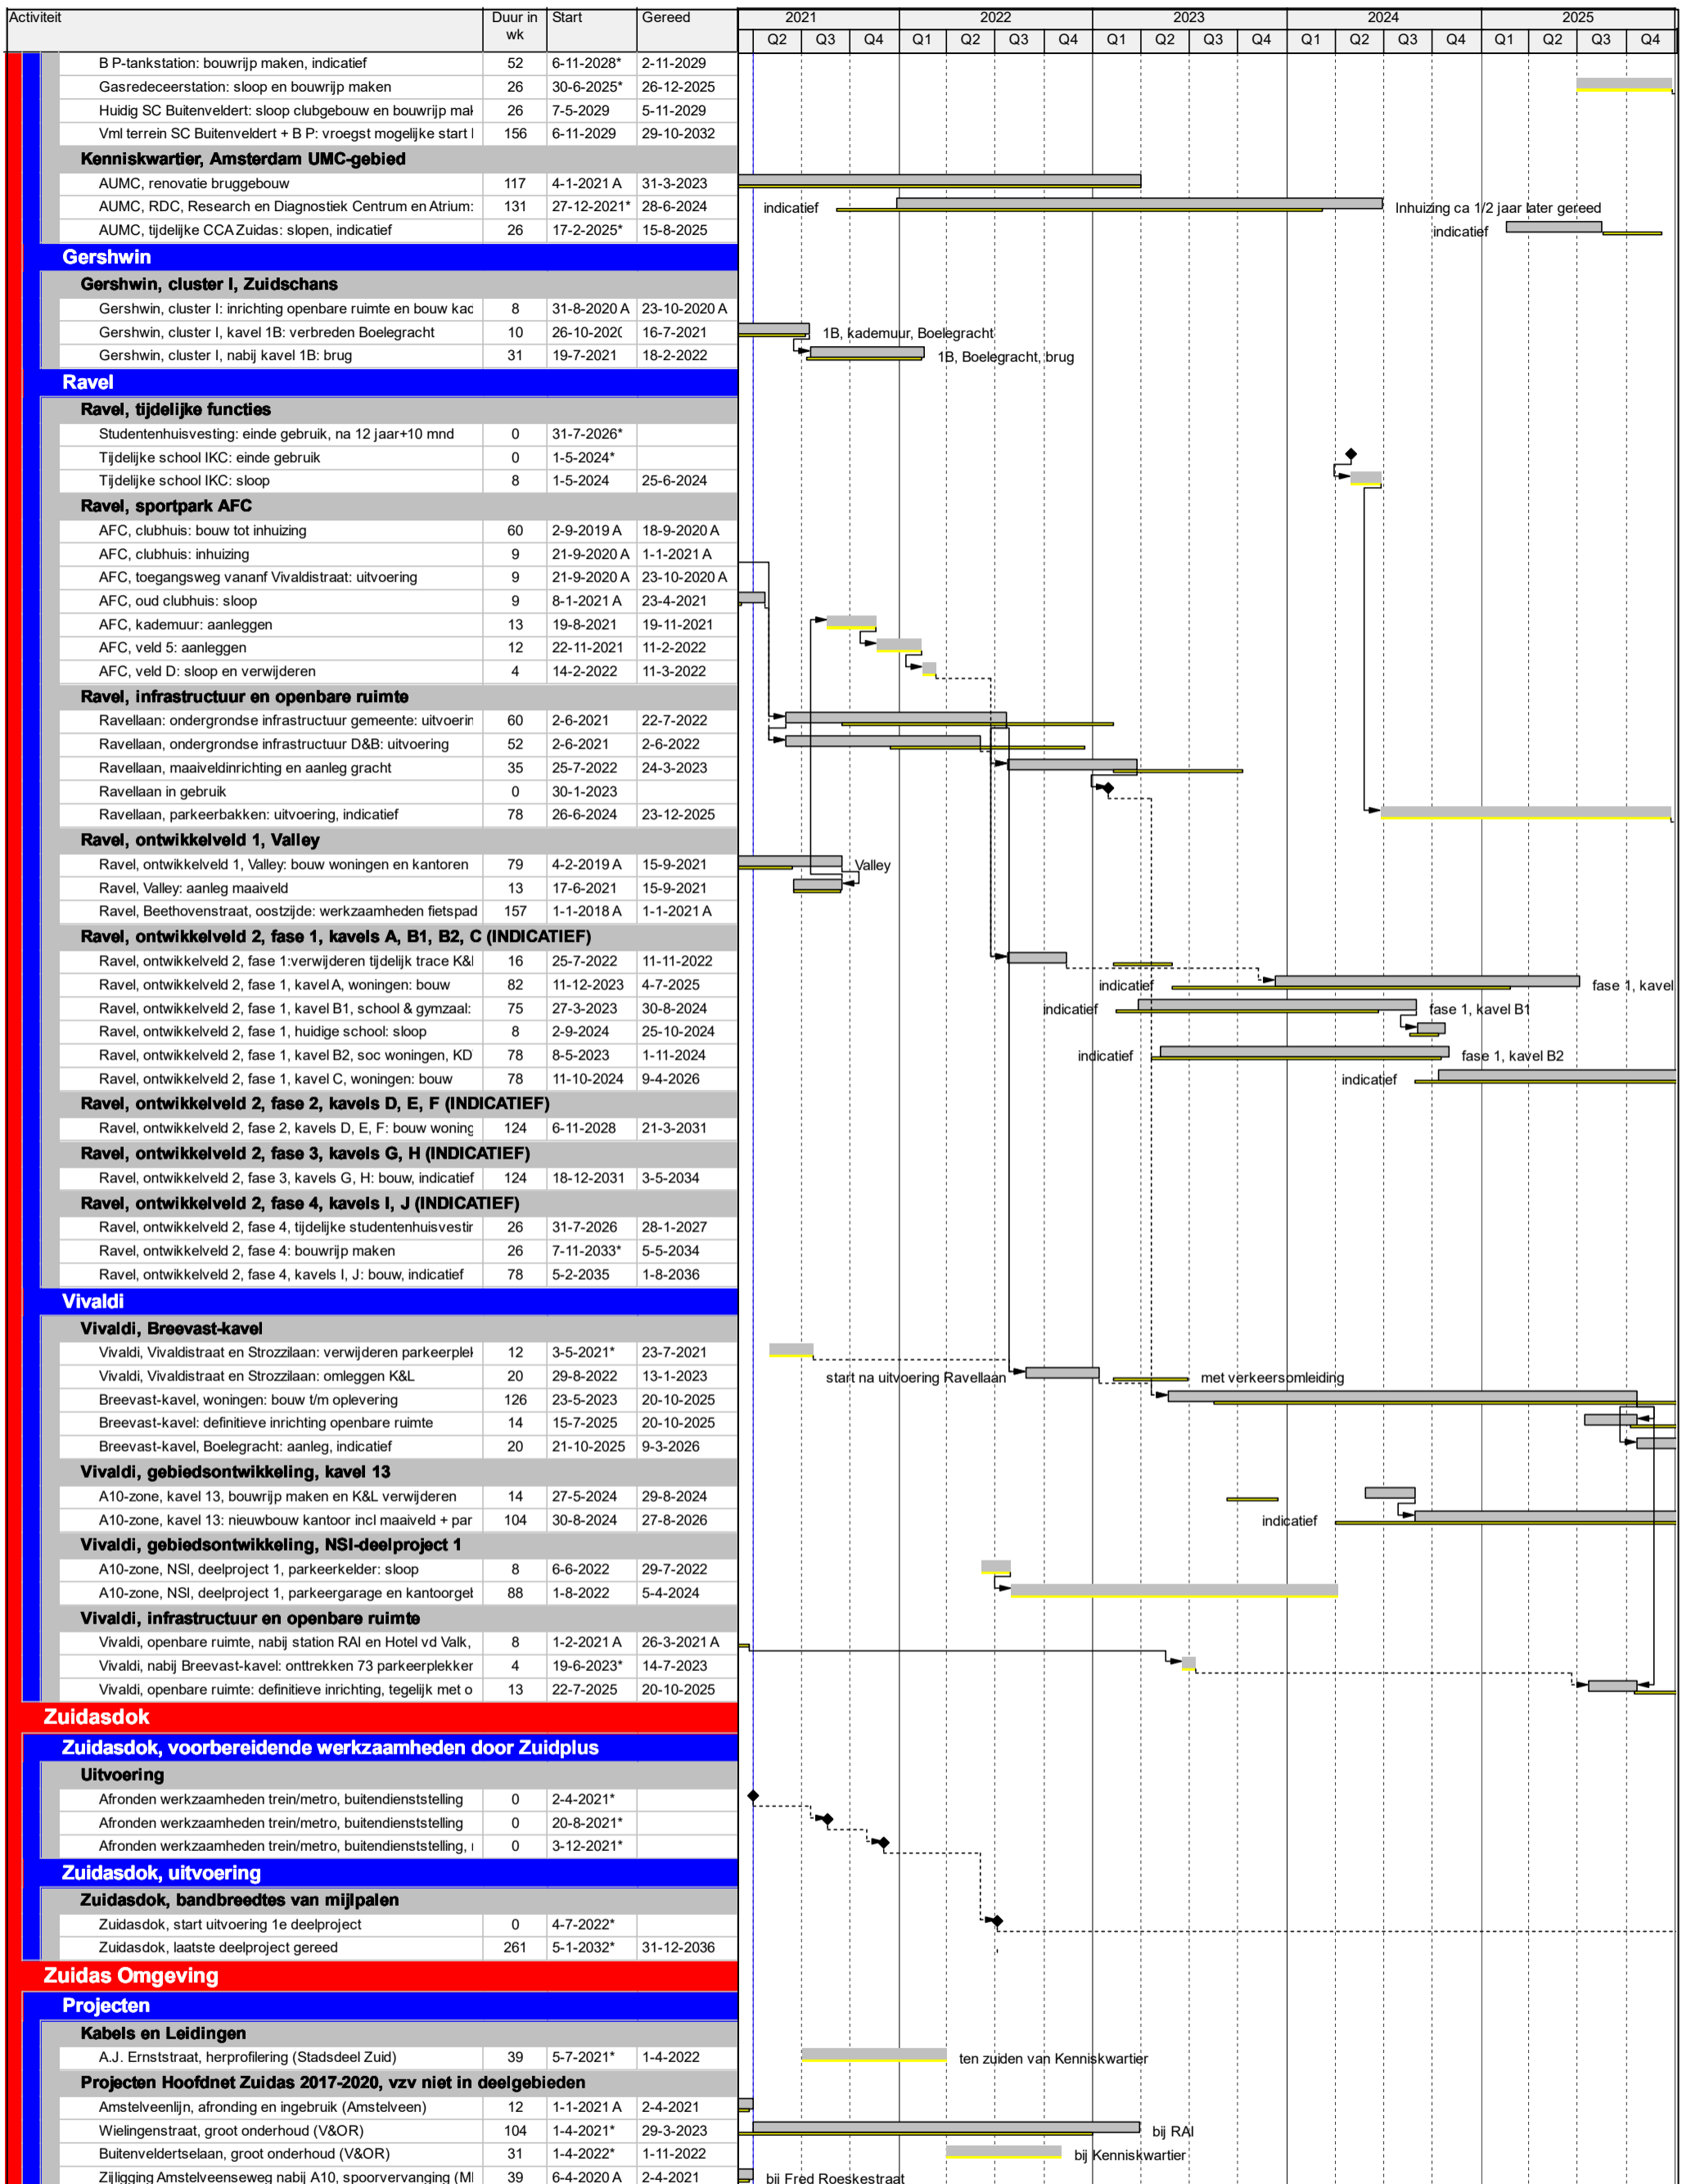 Activiteit Duur in wk Start Gereed 2021 2022 2023 2024 2025
Q2 Q3 Q4 Q1 Q2 Q3 Q4 Q1 Q2 Q3 Q4 Q1 Q2 Q3 Q4 Q1 Q2 Q3 Q4
B P-tankstation: bouwrijp maken, indicatief 52 6-11-2028* 2-11-2029
Gasredeceerstation: sloop en bouwrijp maken 26 30-6-2025* 26-12-2025
Huidig SC Buitenveldert: sloop clubgebouw en bouwrijp mak 26 7-5-2029 5-11-2029
Vml terrein SC Buitenveldert + B P: vroegst mogelijke start 156 6-11-2029 29-10-2032
Kenniskwartier, Amsterdam UMC-gebied
AUMC, renovatie bruggebouw 117 4-1-2021 A 31-3-2023
AUMC, RDC, Research en Diagnostiek Centrum en Atrium: 131 27-12-2021* 28-6-2024 indicatief Inhuizing ca 1/2 jaar later gereed
AUMC, tijdelijke CCA Zuidas: slopen, indicatief 26 17-2-2025* 15-8-2025 indicatief
Gershwin
Gershwin, cluster I, Zuidschans
Gershwin, cluster I: inrichting openbare ruimte en bouw kad 8 31-8-2020 A 23-10-2020 A
Gershwin, cluster I, kavel 1B: verbreden Boelegracht 10 26-10-2020 16-7-2021 1B, kademuur, Boelegracht
Gershwin, cluster I, nabij kavel 1B: brug 31 19-7-2021 18-2-2022 1B, Boelegracht, brug
Ravel
Ravel, tijdelijke functies
Studentenhuisvesting: einde gebruik, na 12 jaar+10 mnd 0 31-7-2026*
Tijdelijke school IKC: einde gebruik 0 1-5-2024*
Tijdelijke school IKC: sloop 8 1-5-2024 25-6-2024
Ravel, sportpark AFC
AFC, clubhuis: bouw tot inhuizing 60 2-9-2019 A 18-9-2020 A
AFC, clubhuis: inhuizing 9 21-9-2020 A 1-1-2021 A
AFC, toegangsweg vananf Vivaldistraat: uitvoering 9 21-9-2020 A 23-10-2020 A
AFC, oud clubhuis: sloop 9 8-1-2021 A 23-4-2021
AFC, kademuur: aanleggen 13 19-8-2021 19-11-2021
AFC, veld 5: aanleggen 12 22-11-2021 11-2-2022
AFC, veld D: sloop en verwijderen 4 14-2-2022 11-3-2022
Ravel, infrastructuur en openbare ruimte
Ravellaan: ondergrondse infrastructuur gemeente: uitvoerin 60 2-6-2021 22-7-2022
Ravellaan, ondergrondse infrastructuur D&B: uitvoering 52 2-6-2021 2-6-2022
Ravellaan, maaiveldinrichting en aanleg gracht 35 25-7-2022 24-3-2023
Ravellaan in gebruik 0 30-1-2023
Ravellaan, parkeerbakken: uitvoering, indicatief 78 26-6-2024 23-12-2025
Ravel, ontwikkelveld 1, Valley
Ravel, ontwikkelveld 1, Valley: bouw woningen en kantoren 79 4-2-2019 A 15-9-2021 Valley
Ravel, Valley: aanleg maaiveld 13 17-6-2021 15-9-2021
Ravel, Beethovenstraat, oostzijde: werkzaamheden fietspad 157 1-1-2018 A 1-1-2021 A
Ravel, ontwikkelveld 2, fase 1, kavels A, B1, B2, C (INDICATIEF)
Ravel, ontwikkelveld 2, fase 1:verwijderen tijdelijk trace K&l 16 25-7-2022 11-11-2022
Ravel, ontwikkelveld 2, fase 1, kavel A, woningen: bouw 82 11-12-2023 4-7-2025 indicatief fase 1, kavel
Ravel, ontwikkelveld 2, fase 1, kavel B1, school & gymzaal: 75 27-3-2023 30-8-2024 indicatief fase 1, kavel B1
Ravel, ontwikkelveld 2, fase 1, huidige school: sloop 8 2-9-2024 25-10-2024
Ravel, ontwikkelveld 2, fase 1, kavel B2, soc woningen, KD 78 8-5-2023 1-11-2024 indicatief fase 1, kavel B2
Ravel, ontwikkelveld 2, fase 1, kavel C, woningen: bouw 78 11-10-2024 9-4-2026 indicatief
Ravel, ontwikkelveld 2, fase 2, kavels D, E, F (INDICATIEF)
Ravel, ontwikkelveld 2, fase 2, kavels D, E, F: bouw woning 124 6-11-2028 21-3-2031
Ravel, ontwikkelveld 2, fase 3, kavels G, H (INDICATIEF)
Ravel, ontwikkelveld 2, fase 3, kavels G, H: bouw, indicatief 124 18-12-2031 3-5-2034
Ravel, ontwikkelveld 2, fase 4, kavels I, J (INDICATIEF)
Ravel, ontwikkelveld 2, fase 4, tijdelijke studentenhuisvestin 26 31-7-2026 28-1-2027
Ravel, ontwikkelveld 2, fase 4: bouwrijp maken 26 7-11-2033* 5-5-2034
Ravel, ontwikkelveld 2, fase 4, kavels I, J: bouw, indicatief 78 5-2-2035 1-8-2036
Vivaldi
Vivaldi, Breevast-kavel
Vivaldi, Vivaldistraat en Strozzilaan: verwijderen parkeerplek 12 3-5-2021* 23-7-2021
Vivaldi, Vivaldistraat en Strozzilaan: omleggen K&L 20 29-8-2022 13-1-2023 start na uitvoering Ravellaan met verkeersomleiding
Breevast-kavel, woningen: bouw t/m oplevering 126 23-5-2023 20-10-2025
Breevast-kavel: definitieve inrichting openbare ruimte 14 15-7-2025 20-10-2025
Breevast-kavel, Boelegracht: aanleg, indicatief 20 21-10-2025 9-3-2026
Vivaldi, gebiedsontwikkeling, kavel 13
A10-zone, kavel 13, bouwrijp maken en K&L verwijderen 14 27-5-2024 29-8-2024
A10-zone, kavel 13: nieuwbouw kantoor incl maaiveld + par 104 30-8-2024 27-8-2026 indicatief
Vivaldi, gebiedsontwikkeling, NSI-deelproject 1
A10-zone, NSI, deelproject 1, parkeerkelder: sloop 8 6-6-2022 29-7-2022
A10-zone, NSI, deelproject 1, parkeergarage en kantoorgeb 88 1-8-2022 5-4-2024
Vivaldi, infrastructuur en openbare ruimte
Vivaldi, openbare ruimte, nabij station RAI en Hotel vd Valk, 8 1-2-2021 A 26-3-2021 A
Vivaldi, nabij Breevast-kavel: onttrekken 73 parkeerplekken 4 19-6-2023* 14-7-2023
Vivaldi, openbare ruimte: definitieve inrichting, tegelijk met o 13 22-7-2025 20-10-2025
Zuidasdok
Zuidasdok, voorbereidende werkzaamheden door Zuidplus
Uitvoering
Afronden werkzaamheden trein/metro, buitendienststelling 0 2-4-2021*
Afronden werkzaamheden trein/metro, buitendienststelling 0 20-8-2021*
Afronden werkzaamheden trein/metro, buitendienststelling, 0 3-12-2021*
Zuidasdok, uitvoering
Zuidasdok, bandbreedtes van mijlpalen
Zuidasdok, start uitvoering 1e deelproject 0 4-7-2022*
Zuidasdok, laatste deelproject gereed 261 5-1-2032* 31-12-2036
Zuidas Omgeving
Projecten
Kabels en Leidingen
A.J. Ernststraat, herprofilering (Stadsdeel Zuid) 39 5-7-2021* 1-4-2022 ten zuiden van Kenniskwartier
Projecten Hoofdnet Zuidas 2017-2020, vzv niet in deelgebieden
Amstelveenlijn, afronding en ingebruik (Amstelveen) 12 1-1-2021 A 2-4-2021
Wielingenstraat, groot onderhoud (V&OR) 104 1-4-2021* 29-3-2023 bij RAI
Buitenveldertselaan, groot onderhoud (V&OR) 31 1-4-2022* 1-11-2022 bij Kenniskwartier
Zijligging Amstelveenseweg nabij A10, spoorvervanging (M 39 6-4-2020 A 2-4-2021 bij Fred Roeskestraat